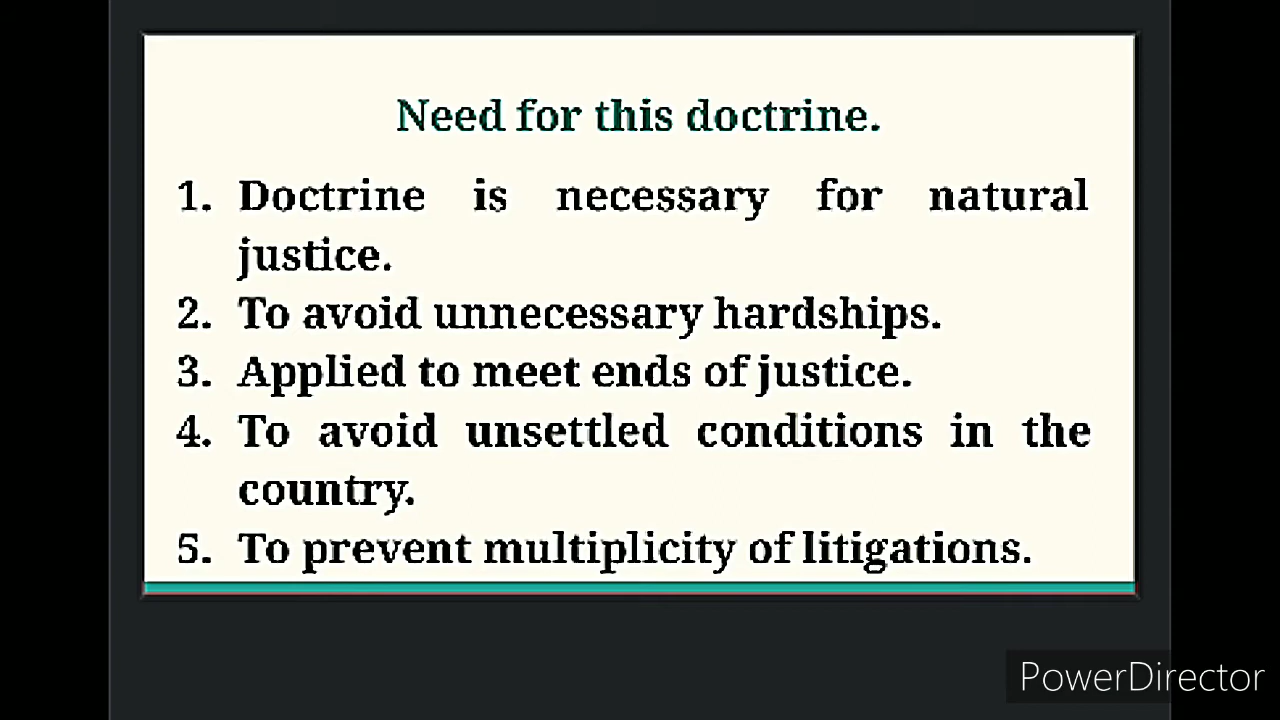 Need for this doctrine.
1. Doctrine is necessary for natural
justice.
2. To avoid unnecessary hardships.
3. Applied to meet ends of justice.
4. To avoid unsettled conditions in the
country.
5. To prevent multiplicity of litigations.
PowerDirector